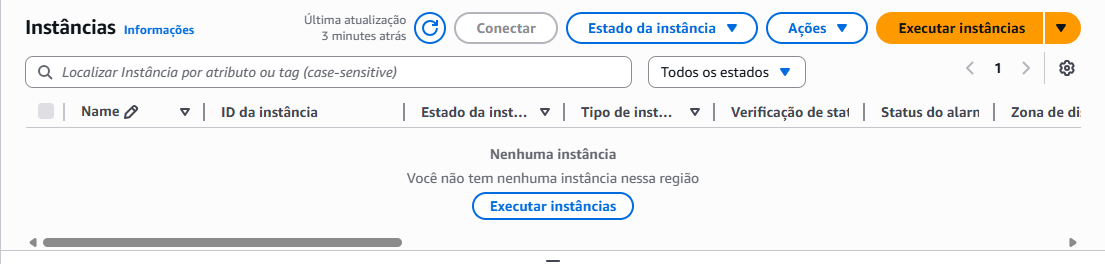 Instâncias Informações
Última atualização
3 minutes atrás
Conectar
Estado da instância
Ações
Executar instâncias
Localizar Instância por atributo ou tag (case-sensitive)
Todos os estados
1
Name ID da instância Estado da inst... Tipo de inst... Verificação de stat Status do alarn Zona de di
Nenhuma instância
Você não tem nenhuma instância nessa região
Executar instâncias